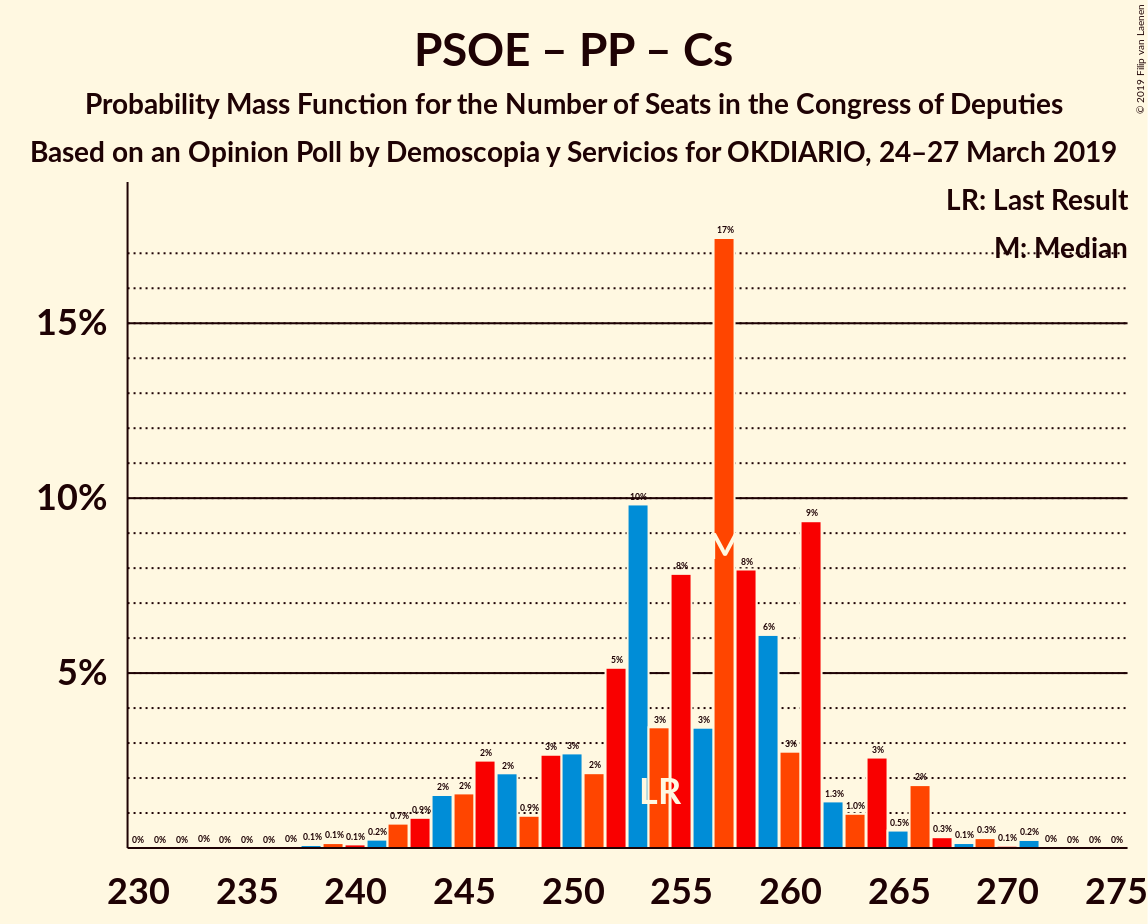 PSOE – PP – Cs
Probability Mass Function for the Number of Seats in the Congress of Deputies
Based on an Opinion Poll by Demoscopia y Servicios for OKDIARIO, 24–27 March 2019
© 2019 Filip van Laenen
LR: Last Result
M: Median
15%
10%
5%
0% 0% 0% 0% 0% 0% 0% 0% 0.1% 0.1% 0.1% 0.2% 0.7% 0.9% 2% 2% 2% 2% 0.9% 3% 3% 2% 5% 10% 3% 8% 3% 17% 8% 6% 3% 9% 1.3% 1.0% 3% 0.5% 2% 0.3% 0.1% 0.3% 0.1% 0.2% 0% 0% 0% 0%
M
LR
230 235 240 245 250 255 260 265 270 275